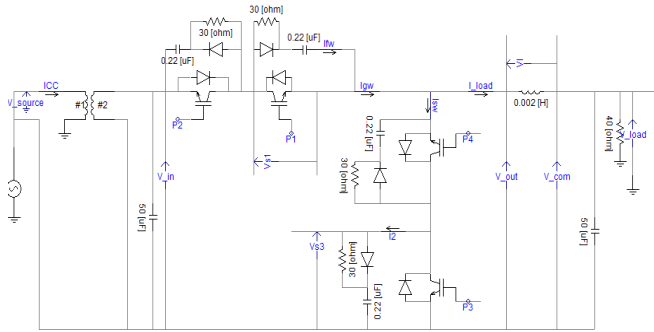 30 [ohm]
30 [ohm]
0.22 [uF]
0.22 [uF]
Ifw
ICC
V_source
#1
#2
P2
P1
Igw
Isw
I_load
V1
0.002 [H]
V_in
Vs1
0.22 [uF]
P4
40 [ohm]
V_load
30 [ohm]
V_out
V_com
50 [uF]
50 [uF]
Vs3
I2
30 [ohm]
0.22 [uF]
P3